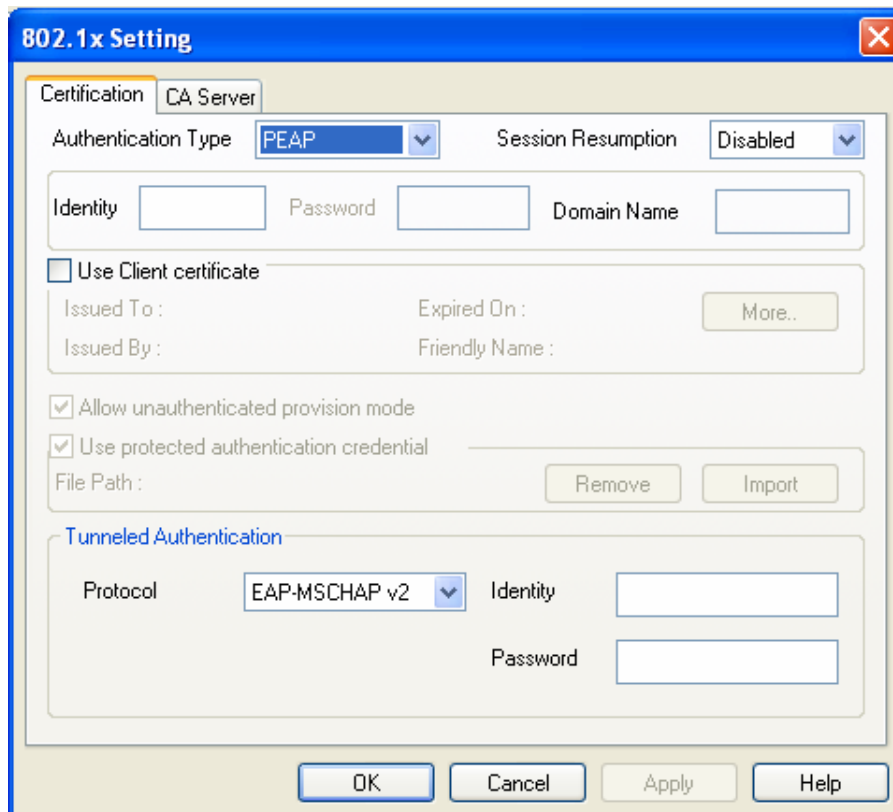 802.1x Setting
Certification CA Server
Authentication Type PEAP Session Resumption Disabled
Identity Password Domain Name
Use Client certificate
Issued To : Expired On : More..
Issued By : Friendly Name :
Allow unauthenticated provision mode
Use protected authentication credential
File Path : Remove Import
Tunneled Authentication
Protocol EAP-MSCHAP v2 Identity
Password
OK Cancel Apply Help